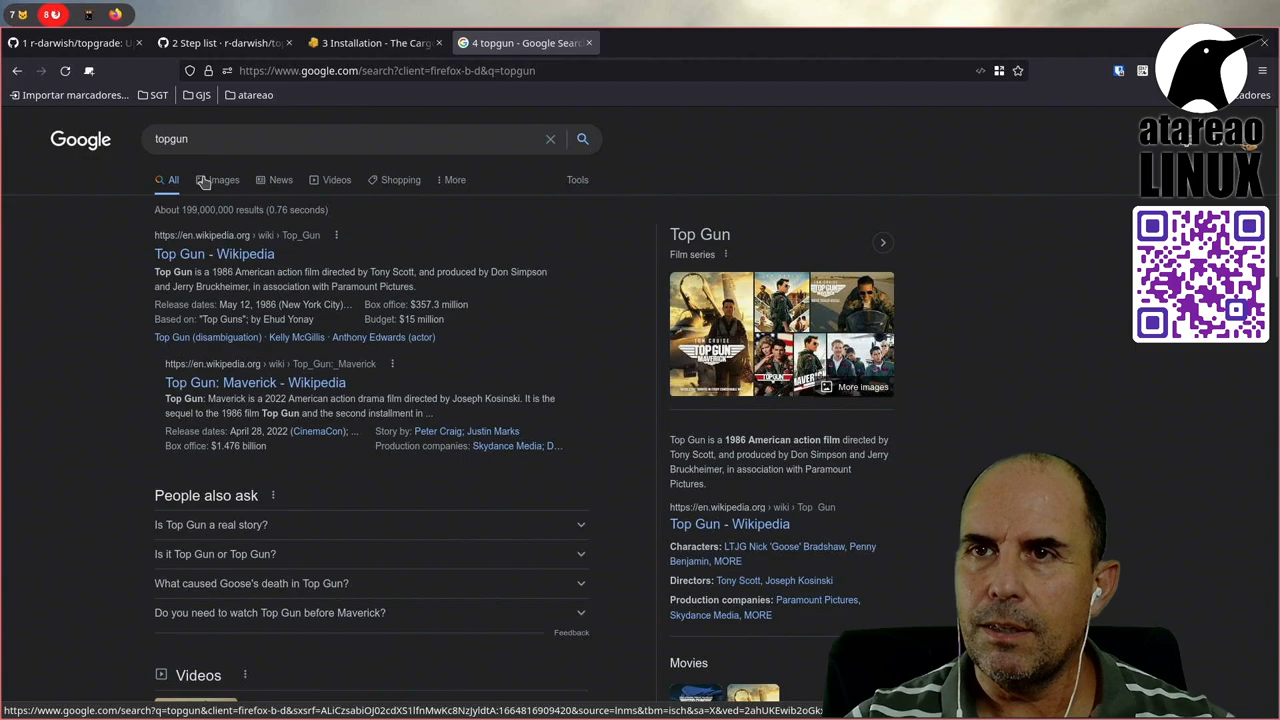 7
8
1 r-darwish/topgrade: U
2 Step list · r-darwish/to
3 Installation - The Carg
4 topgun - Google Sear
https://www.google.com/search?client=firefox-b-d&q=topgun
Importar marcadores...
SGT
GJS
atareao
adores
atareao
LINUX
Google
topgun
All
Images
News
Videos
Shopping
More
Tools
About 199,000,000 results (0.76 seconds)
https://en.wikipedia.org › wiki › Top_Gun
Top Gun - Wikipedia
Top Gun is a 1986 American action film directed by Tony Scott, and produced by Don Simpson
and Jerry Bruckheimer, in association with Paramount Pictures.
Release dates: May 12, 1986 (New York City)...
Box office: $357.3 million
Based on: "Top Guns"; by Ehud Yonay
Budget: $15 million
Top Gun (disambiguation) · Kelly McGillis · Anthony Edwards (actor)
https://en.wikipedia.org › wiki › Top_Gun:_Maverick
Top Gun: Maverick - Wikipedia
Top Gun: Maverick is a 2022 American action drama film directed by Joseph Kosinski. It is the
sequel to the 1986 film Top Gun and the second installment in ...
Release dates: April 28, 2022 (CinemaCon); ...
Story by: Peter Craig; Justin Marks
Box office: $1.476 billion
Production companies: Skydance Media; D...
People also ask
Is Top Gun a real story?
Is it Top Gun or Top Gun?
What caused Goose's death in Top Gun?
Do you need to watch Top Gun before Maverick?
Feedback
Videos
Top Gun
Film series
TOM CRUISE
TOP GUN
MAVERICK
More images
Top Gun is a 1986 American action film directed by
Tony Scott, and produced by Don Simpson and Jerry
Bruckheimer, in association with Paramount
Pictures.
https://en.wikipedia.org › wiki › Top_Gun
Top Gun - Wikipedia
Characters: LTJG Nick 'Goose' Bradshaw, Penny
Benjamin, MORE
Directors: Tony Scott, Joseph Kosinski
Production companies: Paramount Pictures,
Skydance Media, MORE
Movies